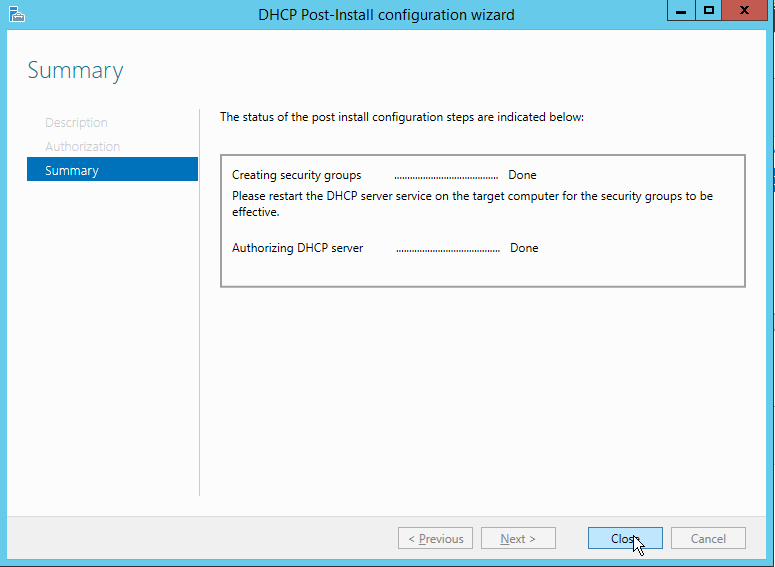 DHCP Post-Install configuration wizard
Summary
Description
Authorization
Summary
The status of the post install configuration steps are indicated below:
Creating security groups ........................................ Done
Please restart the DHCP server service on the target computer for the security groups to be
effective.
Authorizing DHCP server ........................................ Done
< Previous Next > Close Cancel